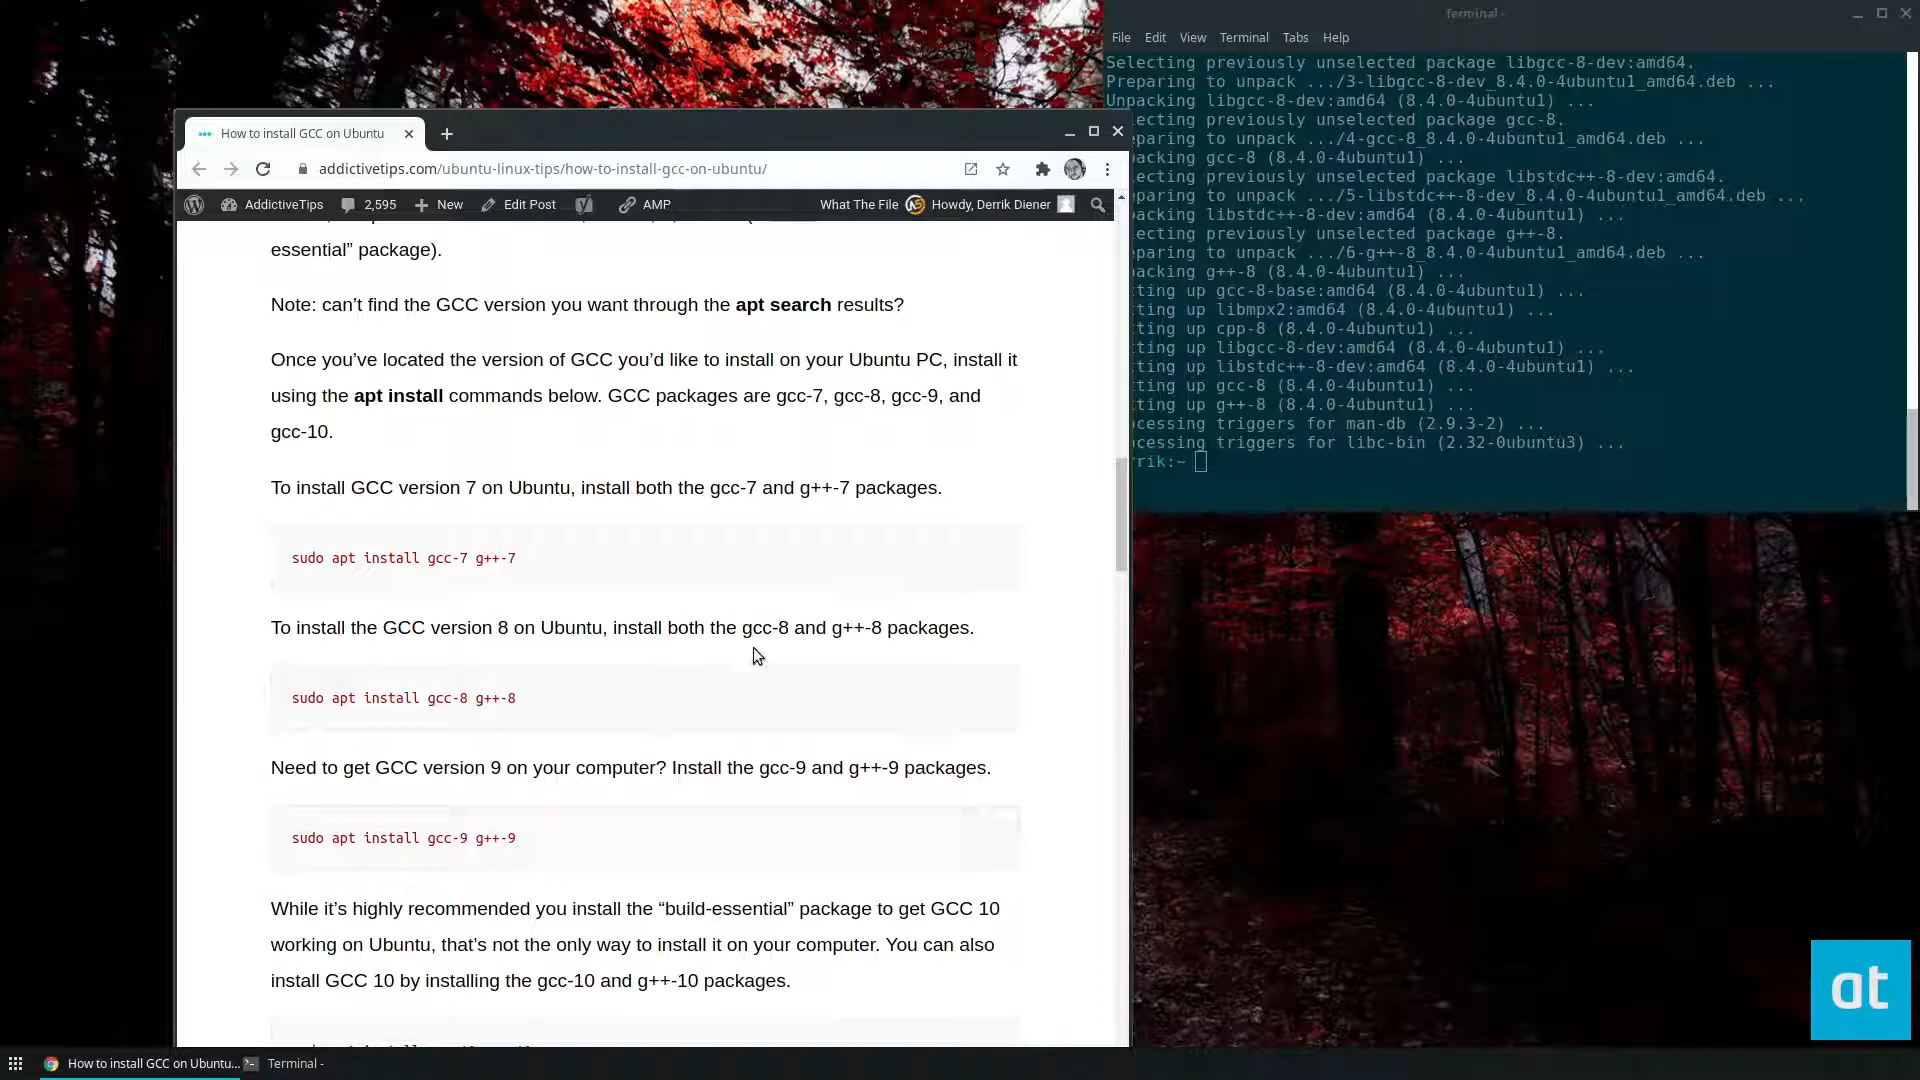 Terminal -
File Edit View Terminal Tabs Help
Selecting previously unselected package libgcc-8-dev:amd64.
Preparing to unpack .../3-libgcc-8-dev_8.4.0-4ubuntu1_amd64.deb ...
Unpacking libgcc-8-dev:amd64 (8.4.0-4ubuntu1) ...
lecting previously unselected package gcc-8.
eparing to unpack .../4-gcc-8_8.4.0-4ubuntu1_amd64.deb ...
packing gcc-8 (8.4.0-4ubuntu1) ...
lecting previously unselected package libstdc++-8-dev:amd64.
eparing to unpack .../5-libstdc++-8-dev_8.4.0-4ubuntu1_amd64.deb ...
packing libstdc++-8-dev:amd64 (8.4.0-4ubuntu1) ...
lecting previously unselected package g++-8.
eparing to unpack .../6-g++-8_8.4.0-4ubuntu1_amd64.deb ...
packing g++-8 (8.4.0-4ubuntu1) ...
tting up gcc-8-base:amd64 (8.4.0-4ubuntu1) ...
tting up libmpx2:amd64 (8.4.0-4ubuntu1) ...
tting up cpp-8 (8.4.0-4ubuntu1) ...
tting up libgcc-8-dev:amd64 (8.4.0-4ubuntu1) ...
tting up libstdc++-8-dev:amd64 (8.4.0-4ubuntu1) ...
tting up gcc-8 (8.4.0-4ubuntu1) ...
tting up g++-8 (8.4.0-4ubuntu1) ...
ocessing triggers for man-db (2.9.3-2) ...
ocessing triggers for libc-bin (2.32-0ubuntu3) ...
rrik:~
How to install GCC on Ubuntu
addictivetips.com/ubuntu-linux-tips/how-to-install-gcc-on-ubuntu/
AddictiveTips 2,595 New Edit Post AMP What The File Howdy, Derrik Diener
essential” package).
Note: can’t find the GCC version you want through the apt search results?
Once you’ve located the version of GCC you’d like to install on your Ubuntu PC, install it
using the apt install commands below. GCC packages are gcc-7, gcc-8, gcc-9, and
gcc-10.
To install GCC version 7 on Ubuntu, install both the gcc-7 and g++-7 packages.
sudo apt install gcc-7 g++-7
To install the GCC version 8 on Ubuntu, install both the gcc-8 and g++-8 packages.
sudo apt install gcc-8 g++-8
Need to get GCC version 9 on your computer? Install the gcc-9 and g++-9 packages.
sudo apt install gcc-9 g++-9
While it’s highly recommended you install the “build-essential” package to get GCC 10
working on Ubuntu, that’s not the only way to install it on your computer. You can also
install GCC 10 by installing the gcc-10 and g++-10 packages.
at
How to install GCC on Ubuntu... Terminal -